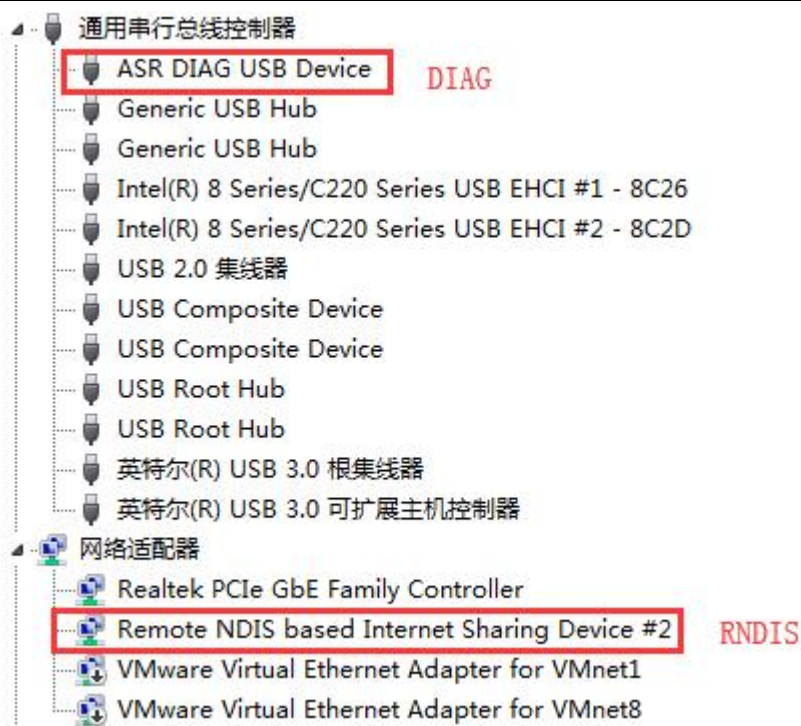 通用串行总线控制器
ASR DIAG USB Device DIAG
Generic USB Hub
Generic USB Hub
Intel(R) 8 Series/C220 Series USB EHCI #1 - 8C26
Intel(R) 8 Series/C220 Series USB EHCI #2 - 8C2D
USB 2.0 集线器
USB Composite Device
USB Composite Device
USB Root Hub
USB Root Hub
英特尔(R) USB 3.0 根集线器
英特尔(R) USB 3.0 可扩展主机控制器
网络适配器
Realtek PCIe GbE Family Controller
Remote NDIS based Internet Sharing Device #2 RNDIS
VMware Virtual Ethernet Adapter for VMnet1
VMware Virtual Ethernet Adapter for VMnet8